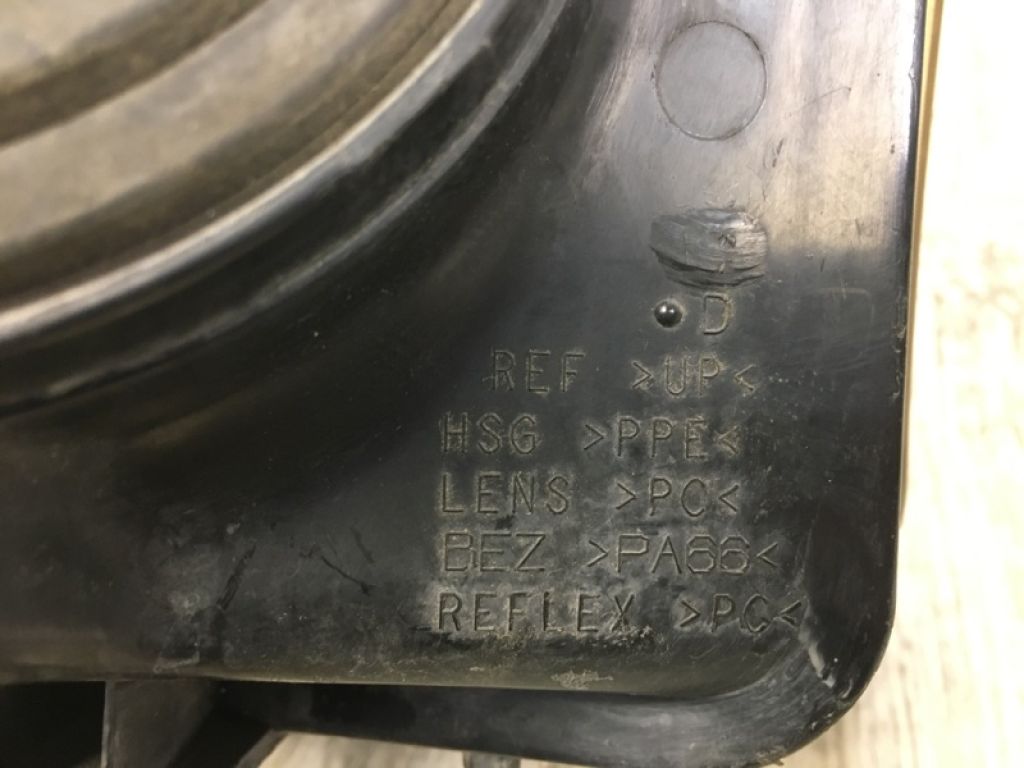 D
REF >UP<
HSG >PPE<
LENS >PC<
BEZ >PA66<
REFLEX >PC<